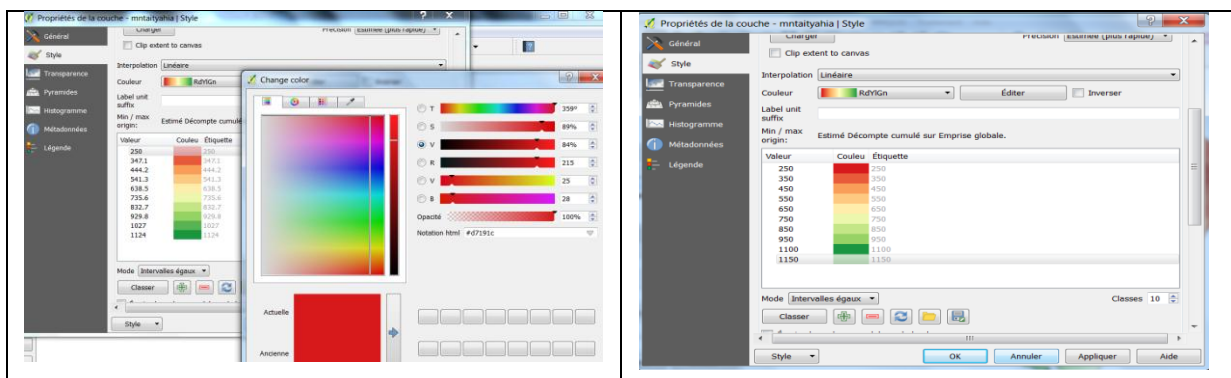 Propriétés de la couche - mntaityahia | Style
Général
Style
Transparence
Pyramides
Histogramme
Métadonnées
Légende
Charger
Précision Estimée (plus rapide)
Clip extent to canvas
Interpolation Linéaire
Couleur RdYlGn
Label unit
suffix
Min / max
origin: Estimé Décompte cumulé
Valeur Couleu Étiquette
250 250
347.1 347.1
444.2 444.2
541.3 541.3
638.5 638.5
735.6 735.6
832.7 832.7
929.8 929.8
1027 1027
1124 1124
Mode Intervalles égaux
Classer
Style
Change color
T 359°
S 89%
V 84%
R 215
V 25
B 28
Opacité 100%
Notation html #d7191c
Actuelle
Ancienne
Propriétés de la couche - mntaityahia | Style
Général
Style
Transparence
Pyramides
Histogramme
Métadonnées
Légende
Charger
Précision Estimée (plus rapide)
Clip extent to canvas
Interpolation Linéaire
Couleur RdYlGn Éditer Inverser
Label unit
suffix
Min / max
origin: Estimé Décompte cumulé sur Emprise globale.
Valeur Couleu Étiquette
250 250
350 350
450 450
550 550
650 650
750 750
850 850
950 950
1100 1100
1150 1150
Mode Intervalles égaux Classes 10
Classer
Style OK Annuler Appliquer Aide